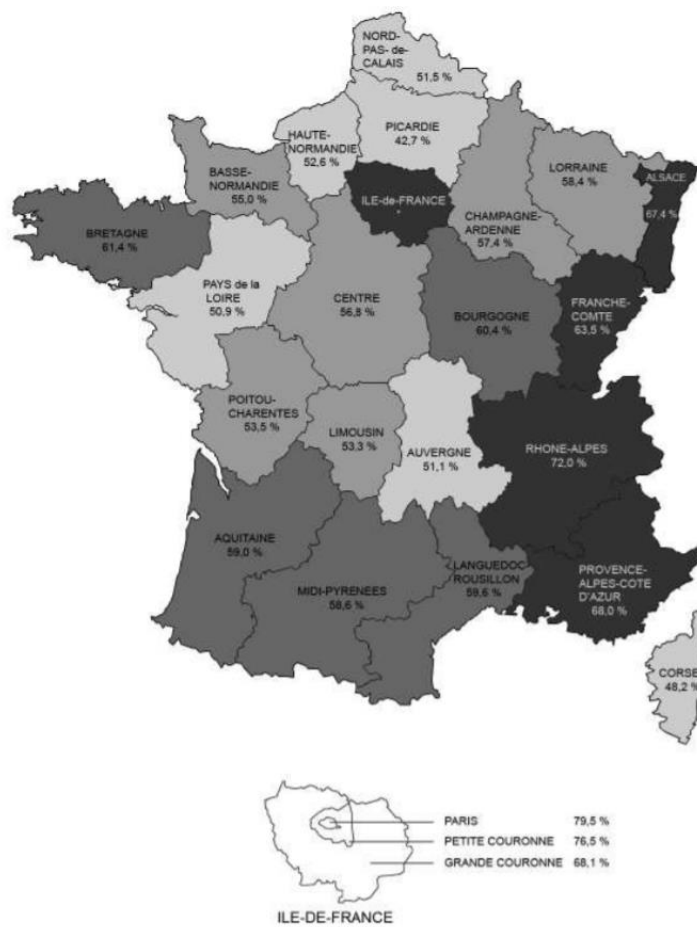 NORD-
PAS- de-
CALAIS
51,5 %
PICARDIE
42,7 %
HAUTE-
NORMANDIE
52,6 %
BASSE-
NORMANDIE
55,0 %
ILE-de-FRANCE
*
LORRAINE
58,4 %
ALSACE
67,4 %
CHAMPAGNE-
ARDENNE
57,4 %
BRETAGNE
61,4 %
PAYS de la
LOIRE
50,9 %
CENTRE
56,8 %
BOURGOGNE
60,4 %
FRANCHE-
COMTE
63,5 %
POITOU-
CHARENTES
53,5 %
LIMOUSIN
53,3 %
AUVERGNE
51,1 %
RHONE-ALPES
72,0 %
AQUITAINE
59,0 %
MIDI-PYRENEES
58,6 %
LANGUEDOC-
ROUSILLON
59,6 %
PROVENCE-
ALPES-COTE
D'AZUR
68,0 %
CORSE
48,2 %
PARIS 79,5 %
PETITE COURONNE 76,5 %
GRANDE COURONNE 68,1 %
ILE-DE-FRANCE